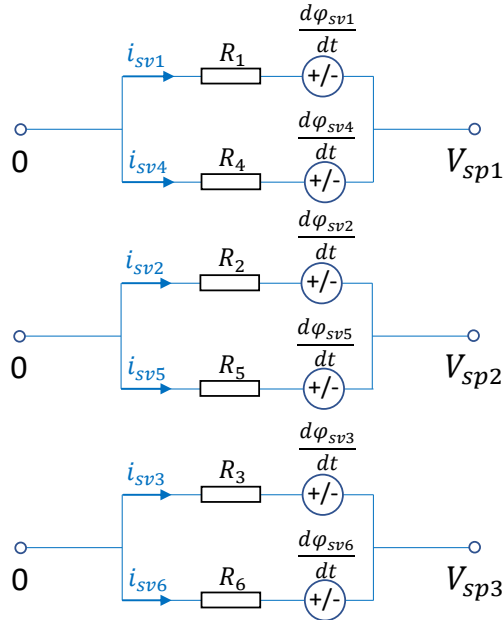 dφsv1
dt
isv1
R1
+/-
0
dφsv4
dt
isv4
R4
+/-
Vsp1
dφsv2
dt
isv2
R2
+/-
0
dφsv5
dt
isv5
R5
+/-
Vsp2
dφsv3
dt
isv3
R3
+/-
0
dφsv6
dt
isv6
R6
+/-
Vsp3